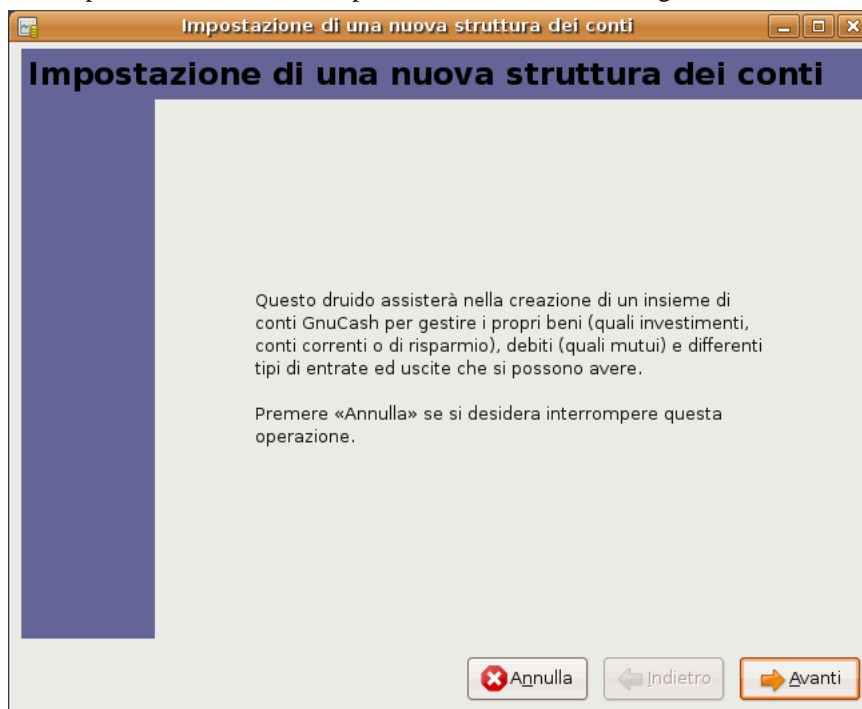 Impostazione di una nuova struttura dei conti
Impostazione di una nuova struttura dei conti
Questo druido assisterà nella creazione di un insieme di
conti GnuCash per gestire i propri beni (quali investimenti,
conti correnti o di risparmio), debiti (quali mutui) e differenti
tipi di entrate ed uscite che si possono avere.
Premere «Annulla» se si desidera interrompere questa
operazione.
Annulla
Indietro
Avanti